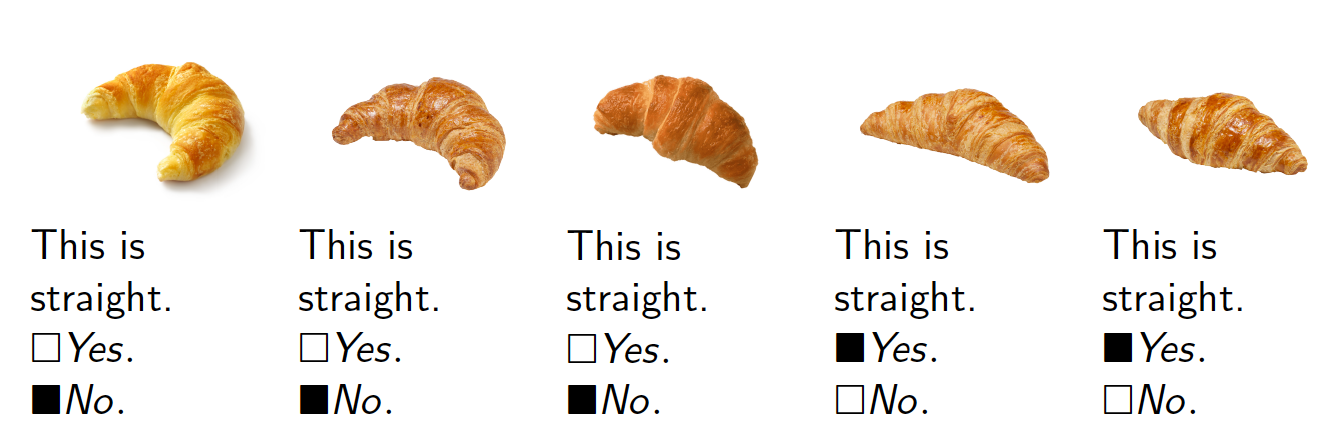 This is straight. □Yes. ■No.
This is straight. □Yes. ■No.
This is straight. □Yes. ■No.
This is straight. ■Yes. □No.
This is straight. ■Yes. □No.